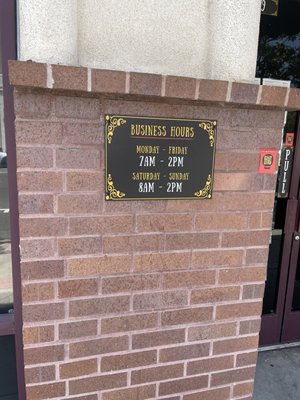 BUSINESS HOURS
MONDAY - FRIDAY
7AM - 2PM
SATURDAY - SUNDAY
8AM - 2PM
PULL